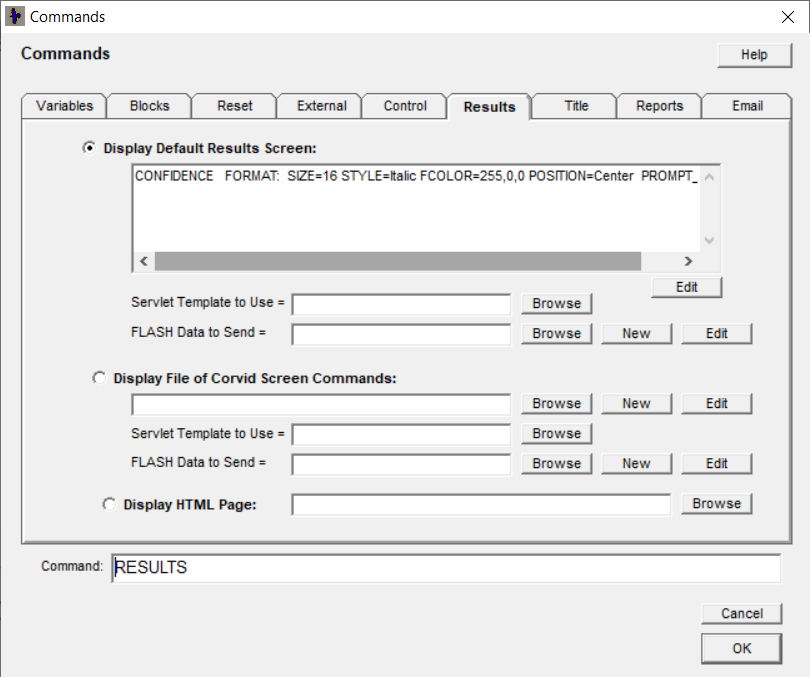 Commands
Commands
Help
Variables Blocks Reset External Control Results Title Reports Email
Display Default Results Screen:
CONFIDENCE FORMAT: SIZE=16 STYLE=Italic FCOLOR=255,0,0 POSITION=Center PROMPT_
Edit
Servlet Template to Use = Browse
FLASH Data to Send = Browse New Edit
Display File of Corvid Screen Commands:
Browse New Edit
Servlet Template to Use = Browse
FLASH Data to Send = Browse New Edit
Display HTML Page: Browse
Command: RESULTS
Cancel
OK